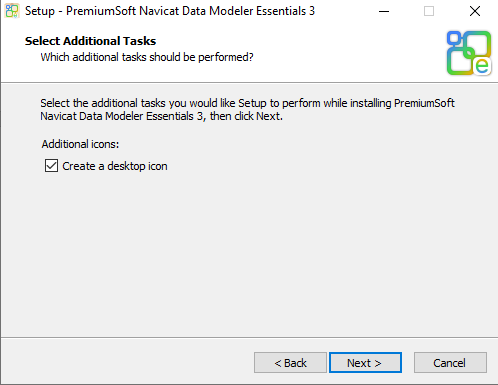 Setup - PremiumSoft Navicat Data Modeler Essentials 3
Select Additional Tasks
Which additional tasks should be performed?
e
Select the additional tasks you would like Setup to perform while installing PremiumSoft
Navicat Data Modeler Essentials 3, then click Next.
Additional icons:
Create a desktop icon
< Back
Next >
Cancel